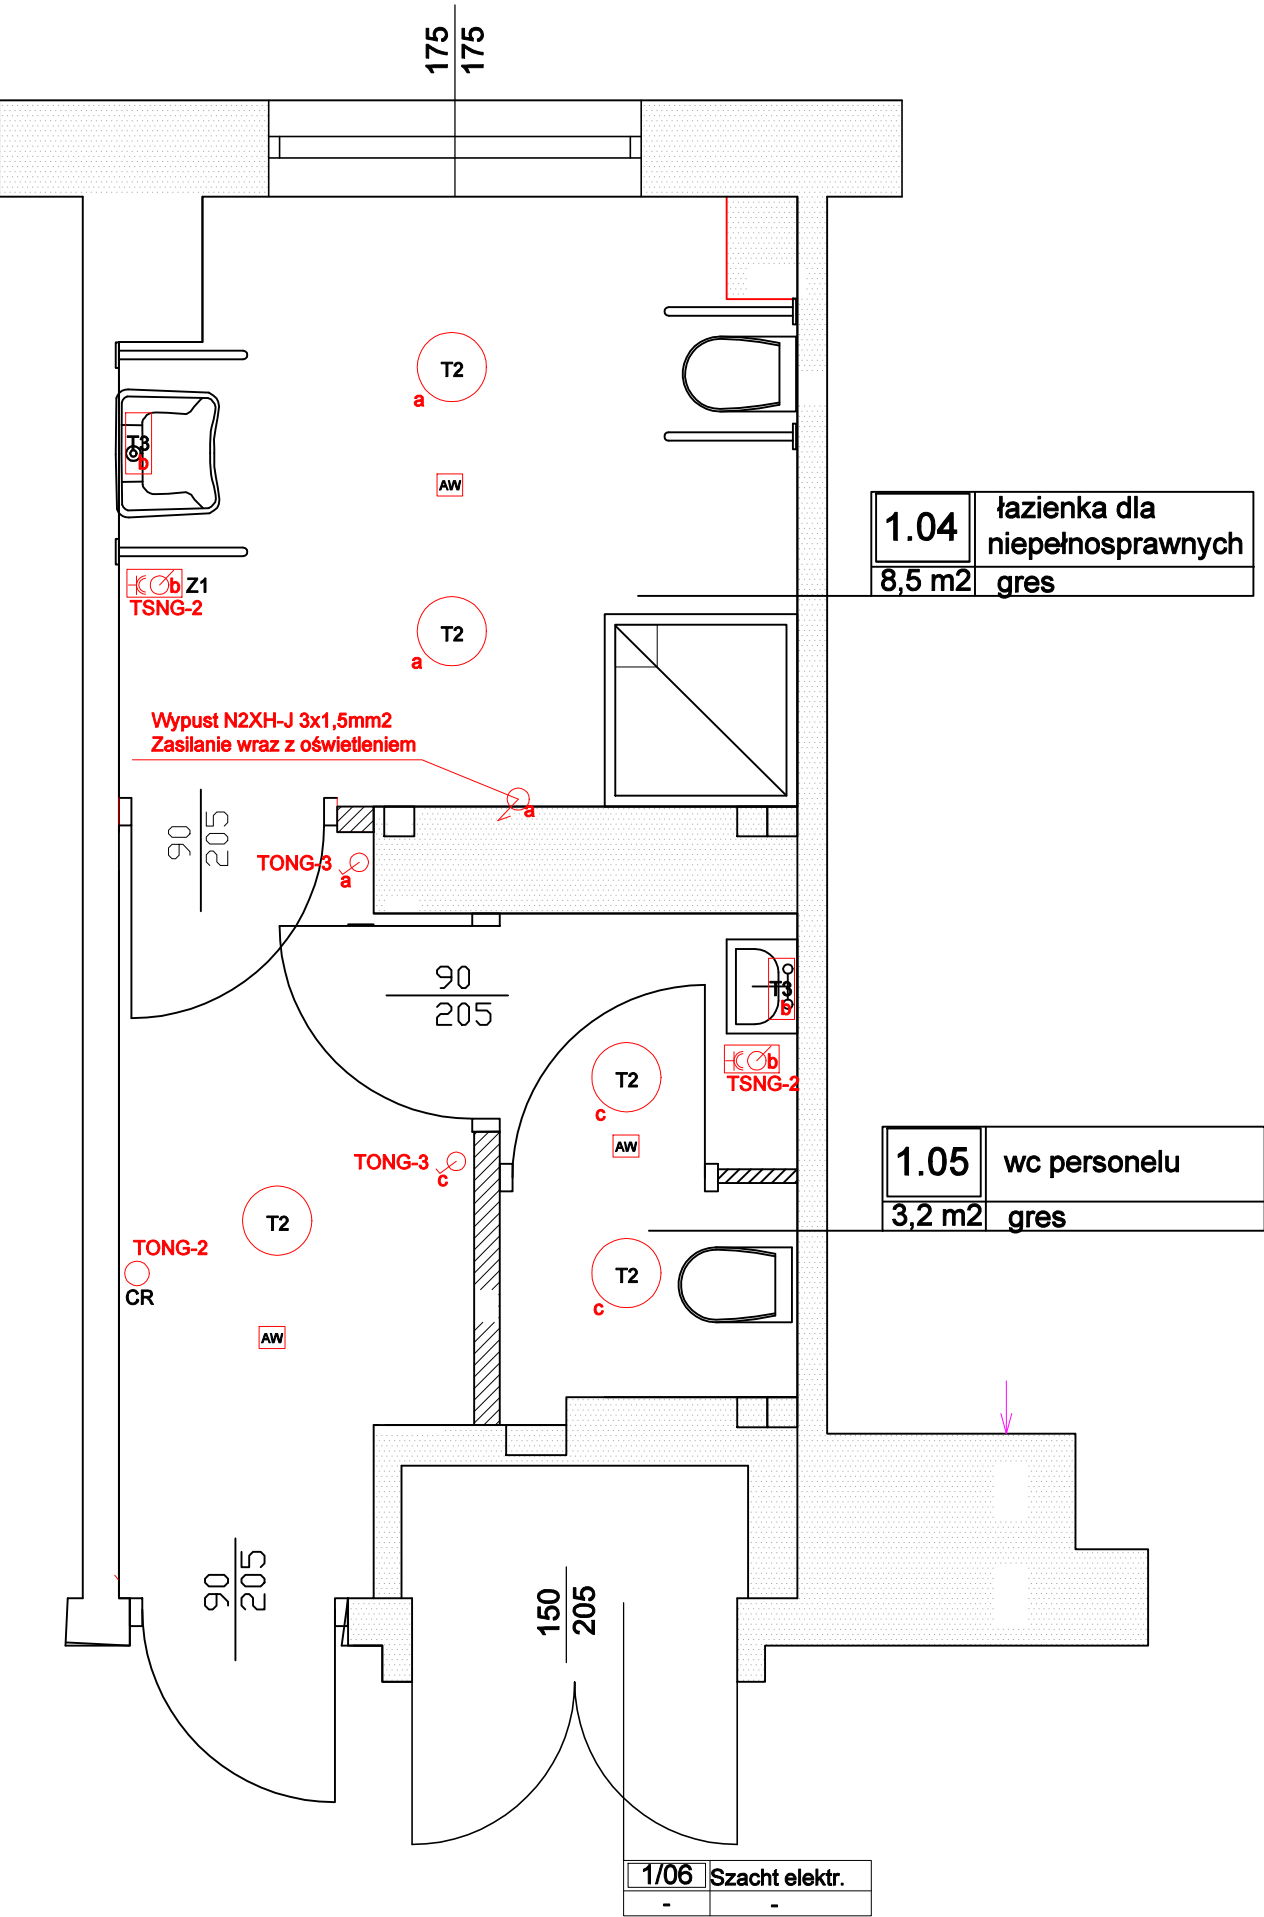 175
175
T2
a
T3
b
AW
1.04
łazienka dla
niepełnosprawnych
8,5 m2
gres
b Z1
TSNG-2
T2
a
Wypust N2XH-J 3x1,5mm2
Zasilanie wraz z oświetleniem
a
90
205
TONG-3
a
90
205
T3
b
b
TSNG-2
T2
c
AW
1.05
wc personelu
3,2 m2
gres
TONG-3
c
T2
TONG-2
CR
T2
c
AW
90
205
150
205
1/06
Szacht elektr.
-
-